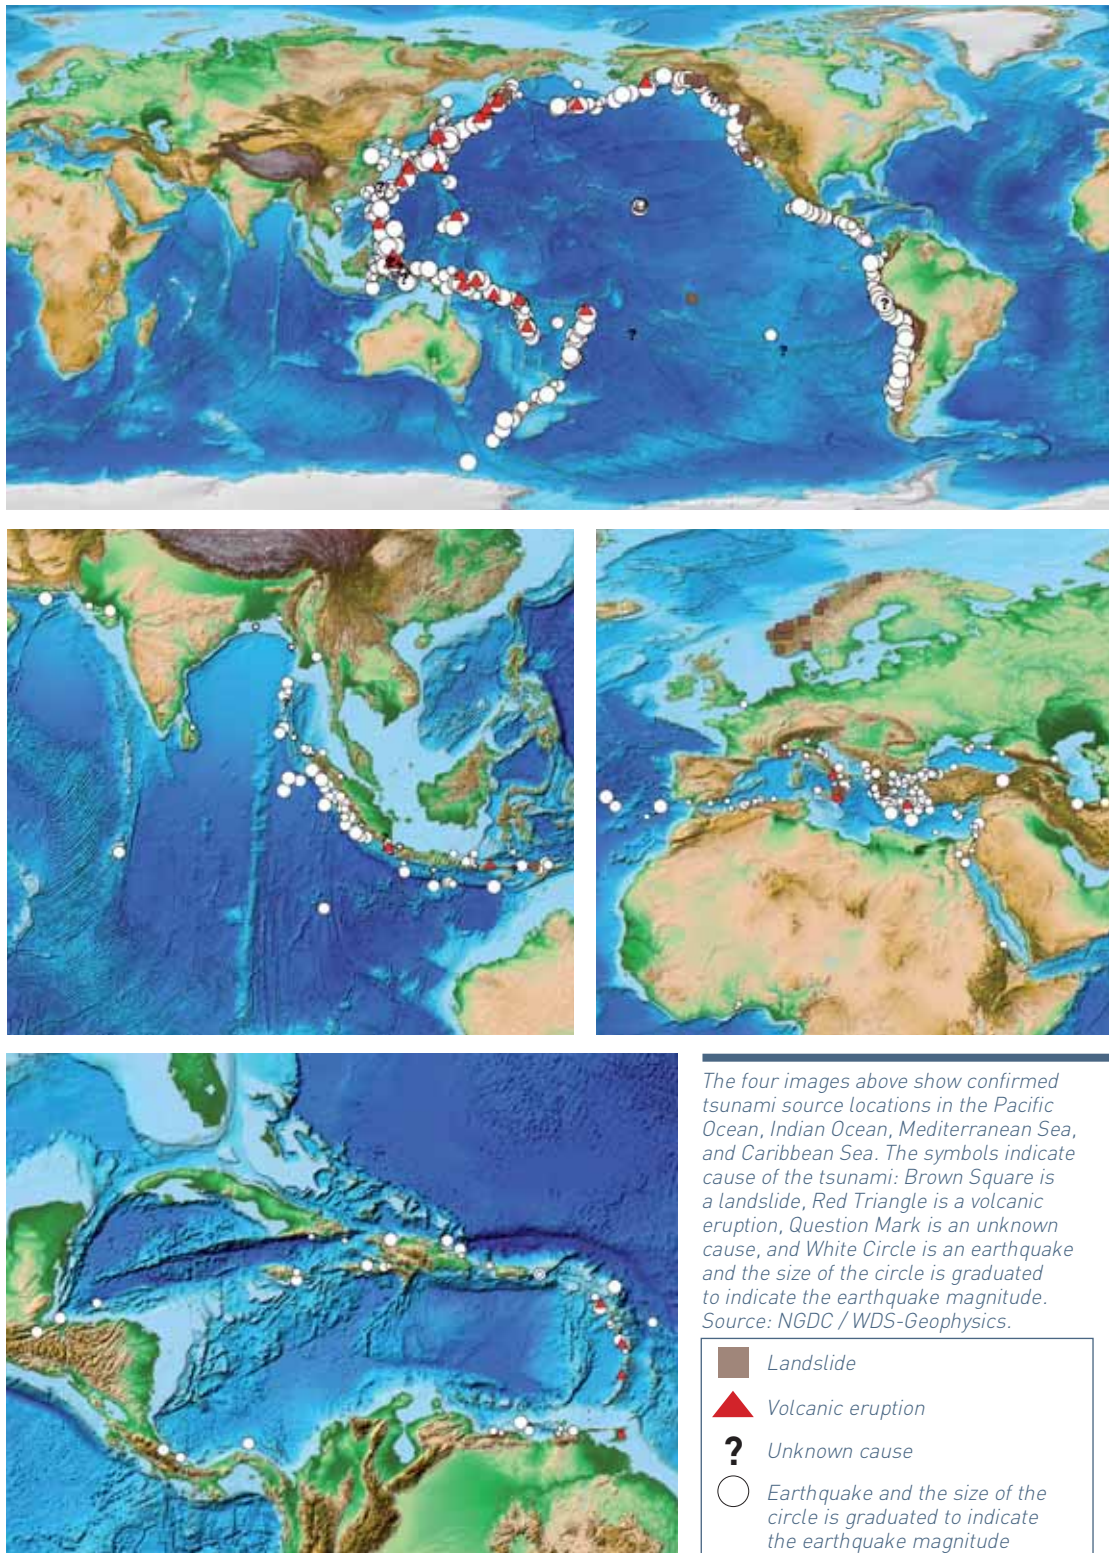 The four images above show confirmed
tsunami source locations in the Pacific
Ocean, Indian Ocean, Mediterranean Sea,
and Caribbean Sea. The symbols indicate
cause of the tsunami: Brown Square is
a landslide, Red Triangle is a volcanic
eruption, Question Mark is an unknown
cause, and White Circle is an earthquake
and the size of the circle is graduated
to indicate the earthquake magnitude.
Source: NGDC / WDS-Geophysics.
Landslide
Volcanic eruption
? Unknown cause
Earthquake and the size of the
circle is graduated to indicate
the earthquake magnitude